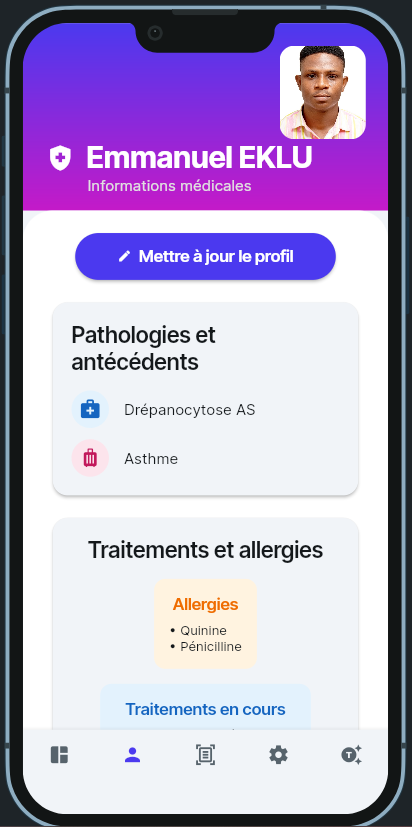 Emmanuel EKLU
Informations médicales
Mettre à jour le profil
Pathologies et
antécédents
Drépanocytose AS
Asthme
Traitements et allergies
Allergies
• Quinine
• Pénicilline
Traitements en cours
T